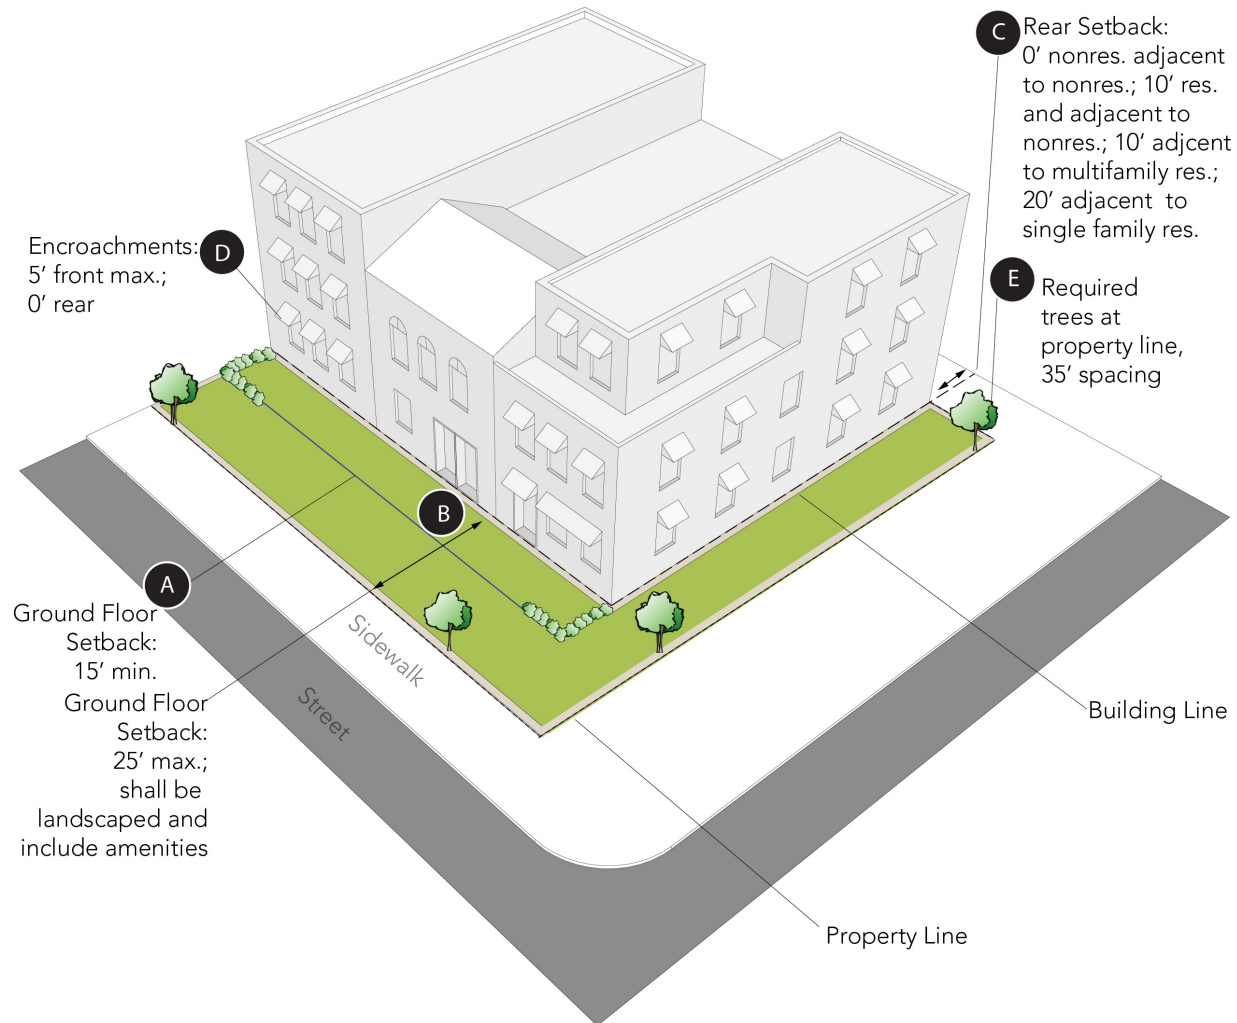 C
Rear Setback:
0’ nonres. adjacent
to nonres.; 10’ res.
and adjacent to
nonres.; 10’ adjcent
to multifamily res.;
20’ adjacent to
single family res.
D
Encroachments:
5’ front max.;
0’ rear
E
Required
trees at
property line,
35’ spacing
B
A
Ground Floor
Setback:
15’ min.
Ground Floor
Setback:
25’ max.;
shall be
landscaped and
include amenities
Sidewalk
Street
Building Line
Property Line